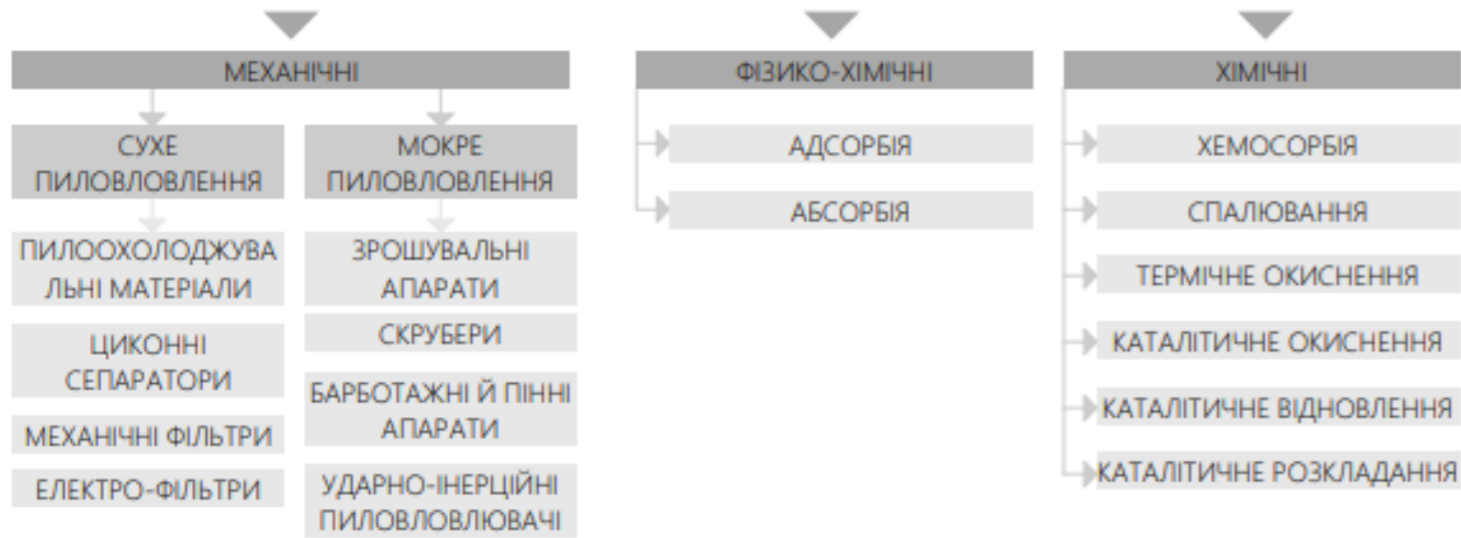 МЕХАНІЧНІ
СУХЕ
ПИЛОВЛОВЛЕННЯ
ПИЛООХОЛОДЖУВА
ЛЬНІ МАТЕРІАЛИ
ЦИКОННІ
СЕПАРАТОРИ
МЕХАНІЧНІ ФІЛЬТРИ
ЕЛЕКТРО-ФІЛЬТРИ
МОКРЕ
ПИЛОВЛОВЛЕННЯ
ЗРОШУВАЛЬНІ
АПАРАТИ
СКРУБЕРИ
БАРБОТАЖНІ Й ПІННІ
АПАРАТИ
УДАРНО-ІНЕРЦІЙНІ
ПИЛОВЛОВЛЮВАЧІ
ФІЗИКО-ХІМІЧНІ
АДСОРБІЯ
АБСОРБІЯ
ХІМІЧНІ
ХЕМОСОРБІЯ
СПАЛЮВАННЯ
ТЕРМІЧНЕ ОКИСНЕННЯ
КАТАЛІТИЧНЕ ОКИСНЕННЯ
КАТАЛІТИЧНЕ ВІДНОВЛЕННЯ
КАТАЛІТИЧНЕ РОЗКЛАДАННЯ